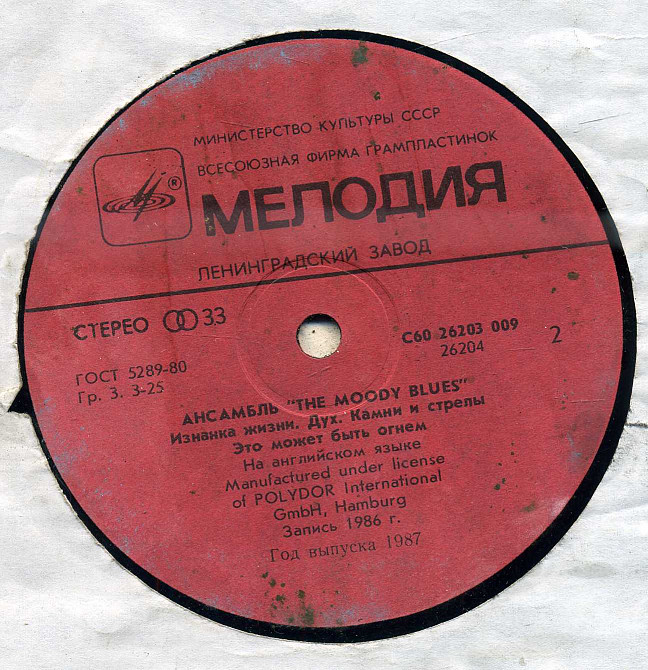 МИНИСТЕРСТВО КУЛЬТУРЫ СССР
ВСЕСОЮЗНАЯ ФИРМА ГРАМПЛАСТИНОК
®
МЕЛОДИЯ
ЛЕНИНГРАДСКИЙ ЗАВОД
СТЕРЕО 33
С60 26203 009
26204
2
ГОСТ 5289-80
Гр. 3. 3-25
АНСАМБЛЬ "THE MOODY BLUES"
Изнанка жизни. Дух. Камни и стрелы
Это может быть огнем
На английском языке
Manufactured under license
of POLYDOR International
GmbH, Hamburg
Запись 1986 г.
Год выпуска 1987